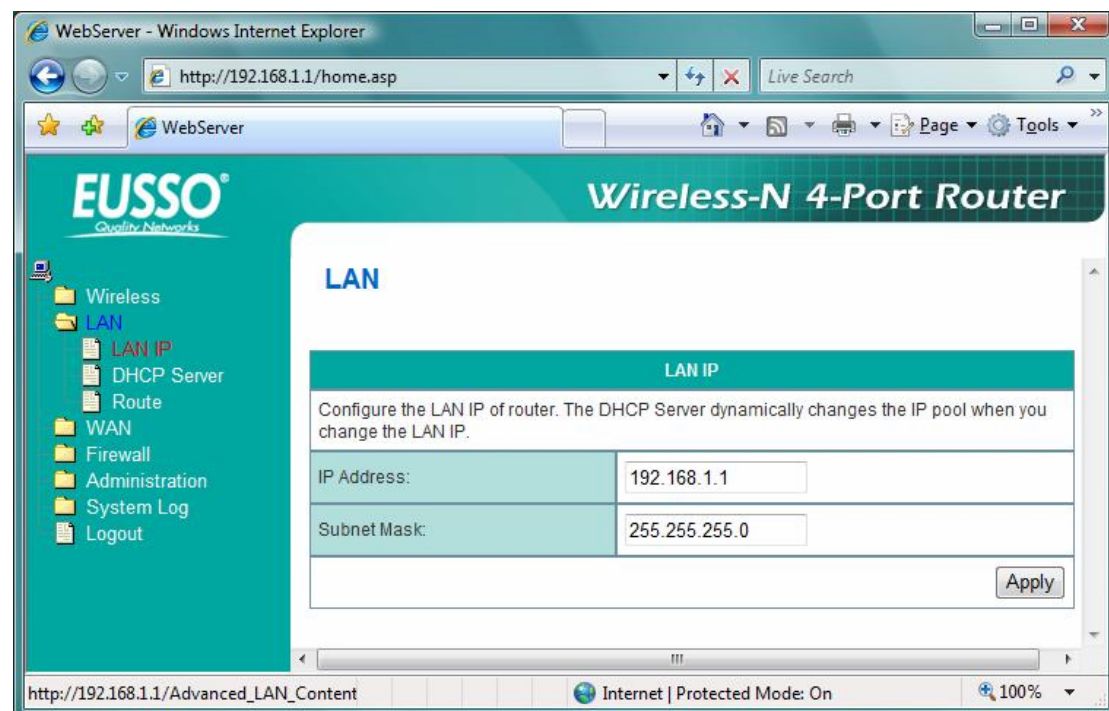 WebServer - Windows Internet Explorer
http://192.168.1.1/home.asp
Live Search
WebServer
Page
Tools
EUSSO®
Quality Networks
Wireless-N 4-Port Router
Wireless
LAN
LAN IP
DHCP Server
Route
WAN
Firewall
Administration
System Log
Logout
LAN
LAN IP
Configure the LAN IP of router. The DHCP Server dynamically changes the IP pool when you
change the LAN IP.
IP Address:
192.168.1.1
Subnet Mask:
255.255.255.0
Apply
http://192.168.1.1/Advanced_LAN_Content
Internet | Protected Mode: On
100%